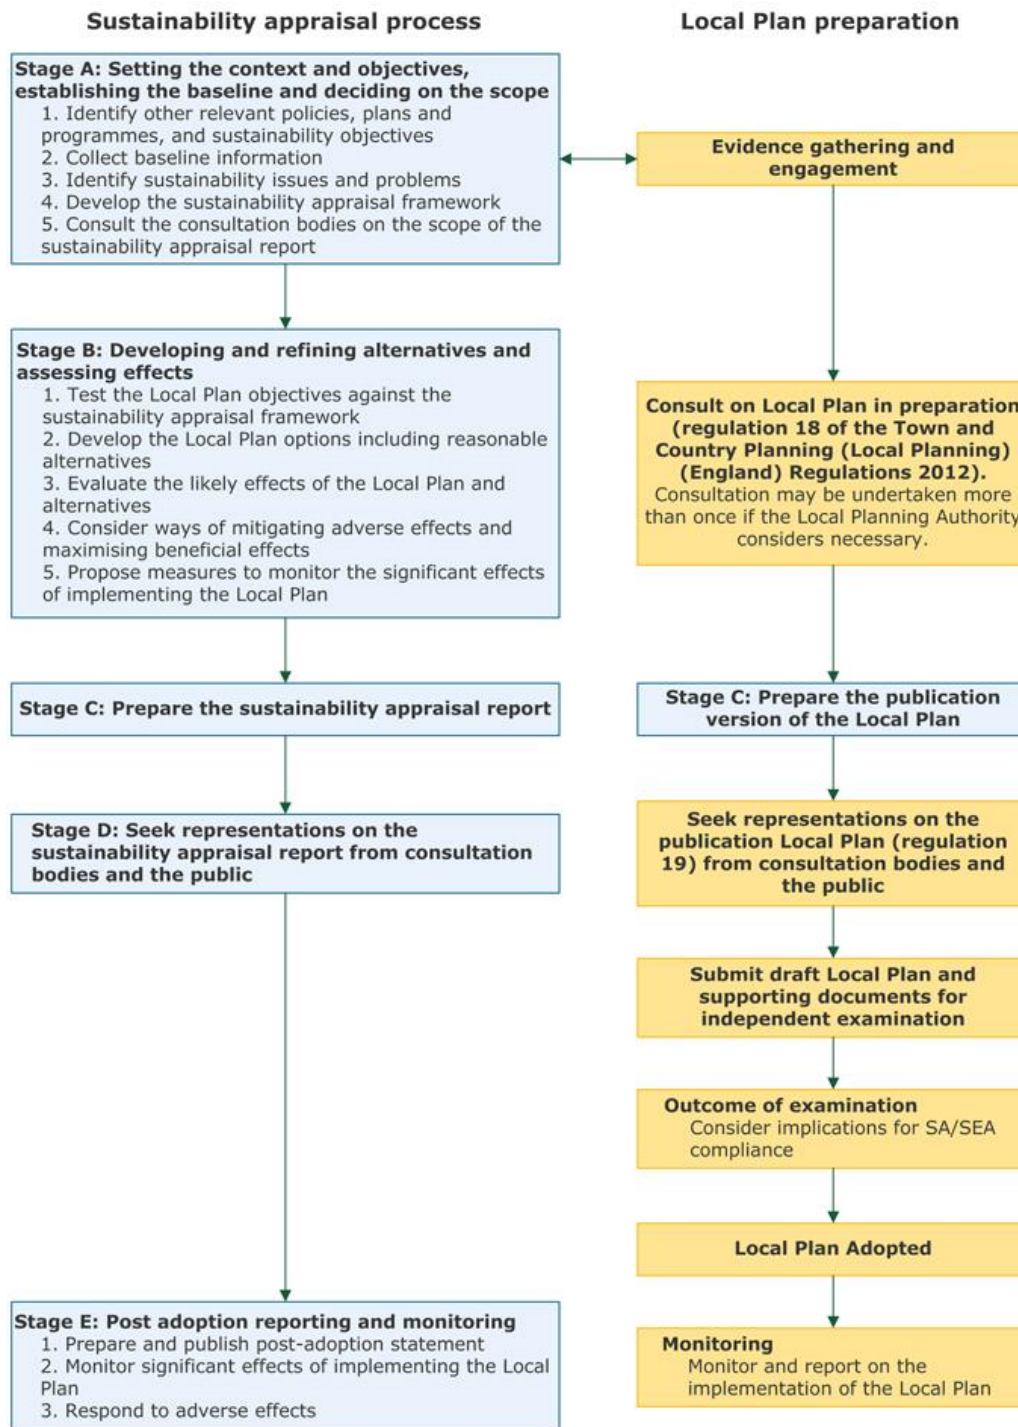 Sustainability appraisal process
Local Plan preparation
Stage A: Setting the context and objectives,
establishing the baseline and deciding on the scope
1. Identify other relevant policies, plans and
programmes, and sustainability objectives
2. Collect baseline information
3. Identify sustainability issues and problems
4. Develop the sustainability appraisal framework
5. Consult the consultation bodies on the scope of the
sustainability appraisal report
Evidence gathering and
engagement
Stage B: Developing and refining alternatives and
assessing effects
1. Test the Local Plan objectives against the
sustainability appraisal framework
2. Develop the Local Plan options including reasonable
alternatives
3. Evaluate the likely effects of the Local Plan and
alternatives
4. Consider ways of mitigating adverse effects and
maximising beneficial effects
5. Propose measures to monitor the significant effects
of implementing the Local Plan
Consult on Local Plan in preparation
(regulation 18 of the Town and
Country Planning (Local Planning)
(England) Regulations 2012).
Consultation may be undertaken more
than once if the Local Planning Authority
considers necessary.
Stage C: Prepare the sustainability appraisal report
Stage C: Prepare the publication
version of the Local Plan
Stage D: Seek representations on the
sustainability appraisal report from consultation
bodies and the public
Seek representations on the
publication Local Plan (regulation
19) from consultation bodies and
the public
Submit draft Local Plan and
supporting documents for
independent examination
Outcome of examination
Consider implications for SA/SEA
compliance
Local Plan Adopted
Stage E: Post adoption reporting and monitoring
1. Prepare and publish post-adoption statement
2. Monitor significant effects of implementing the Local
Plan
3. Respond to adverse effects
Monitoring
Monitor and report on the
implementation of the Local Plan